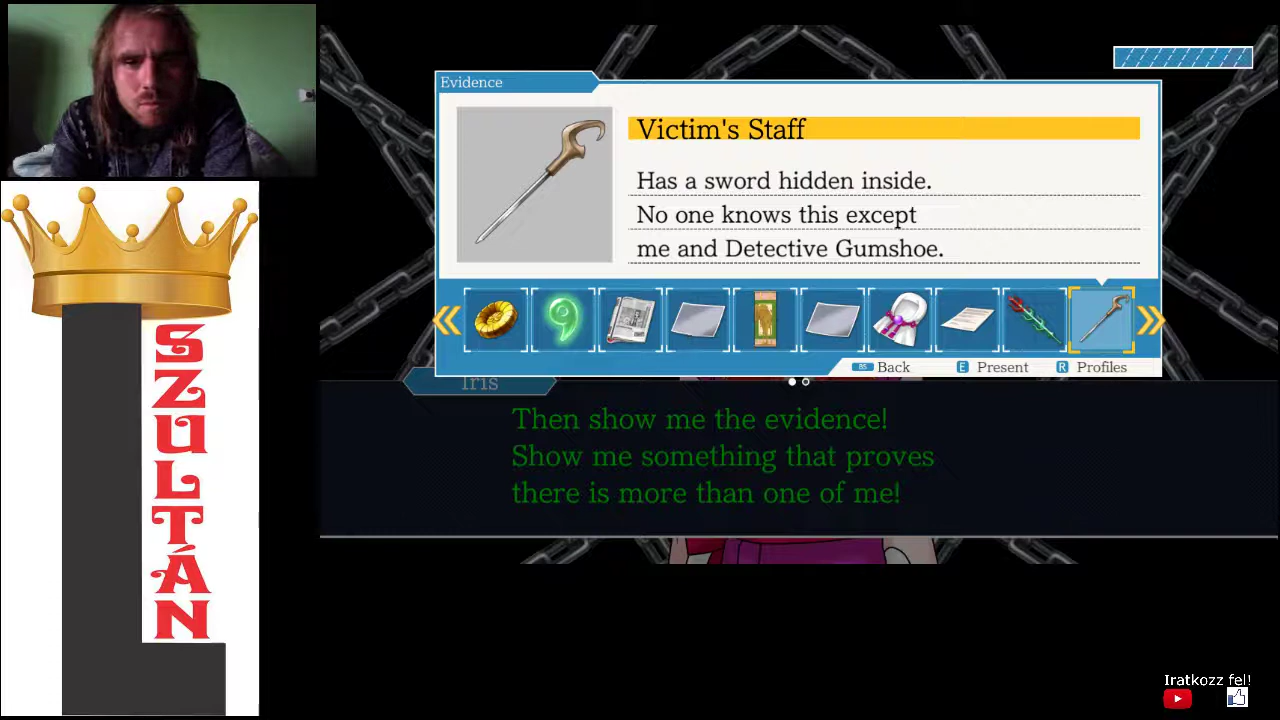 Evidence
Victim's Staff
Has a sword hidden inside.
No one knows this except
me and Detective Gumshoe.
BS Back
E Present
R Profiles
Iris
Then show me the evidence!
Show me something that proves
there is more than one of me!
SZULTÁN
Iratkozz fel!